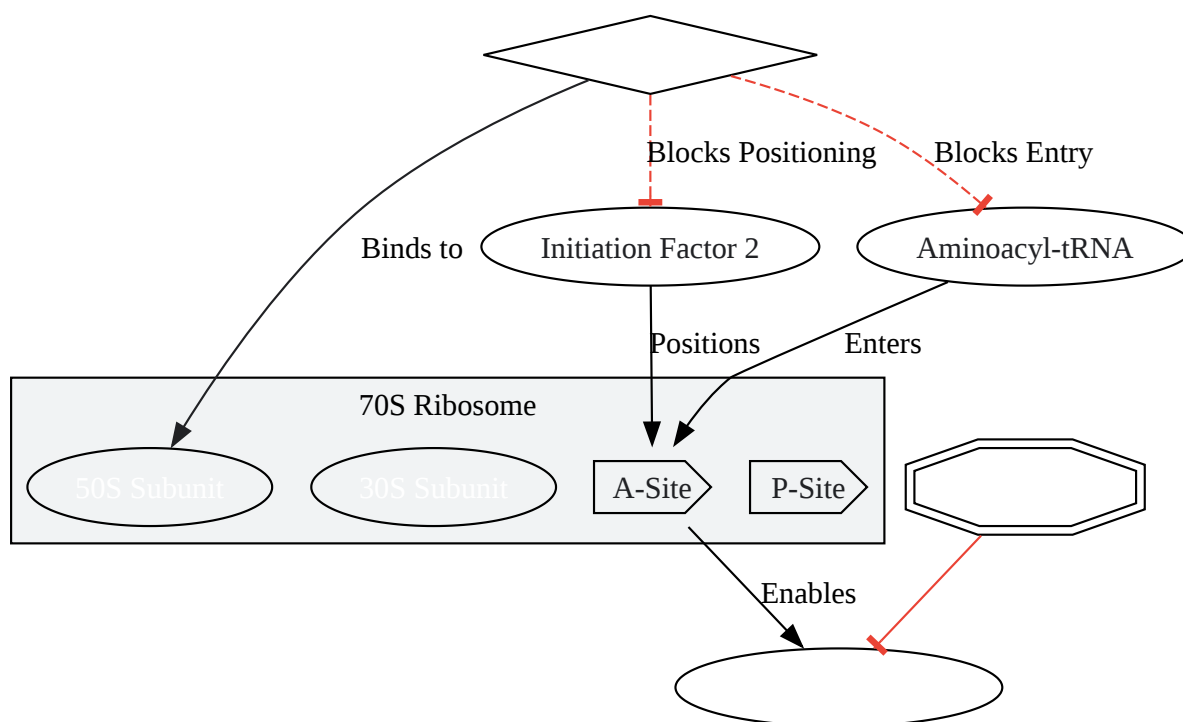 Blocks Positioning
Blocks Entry
Binds to
Initiation Factor 2
Aminoacyl-tRNA
Positions
Enters
70S Ribosome
50S Subunit
30S Subunit
A-Site
P-Site
Enables